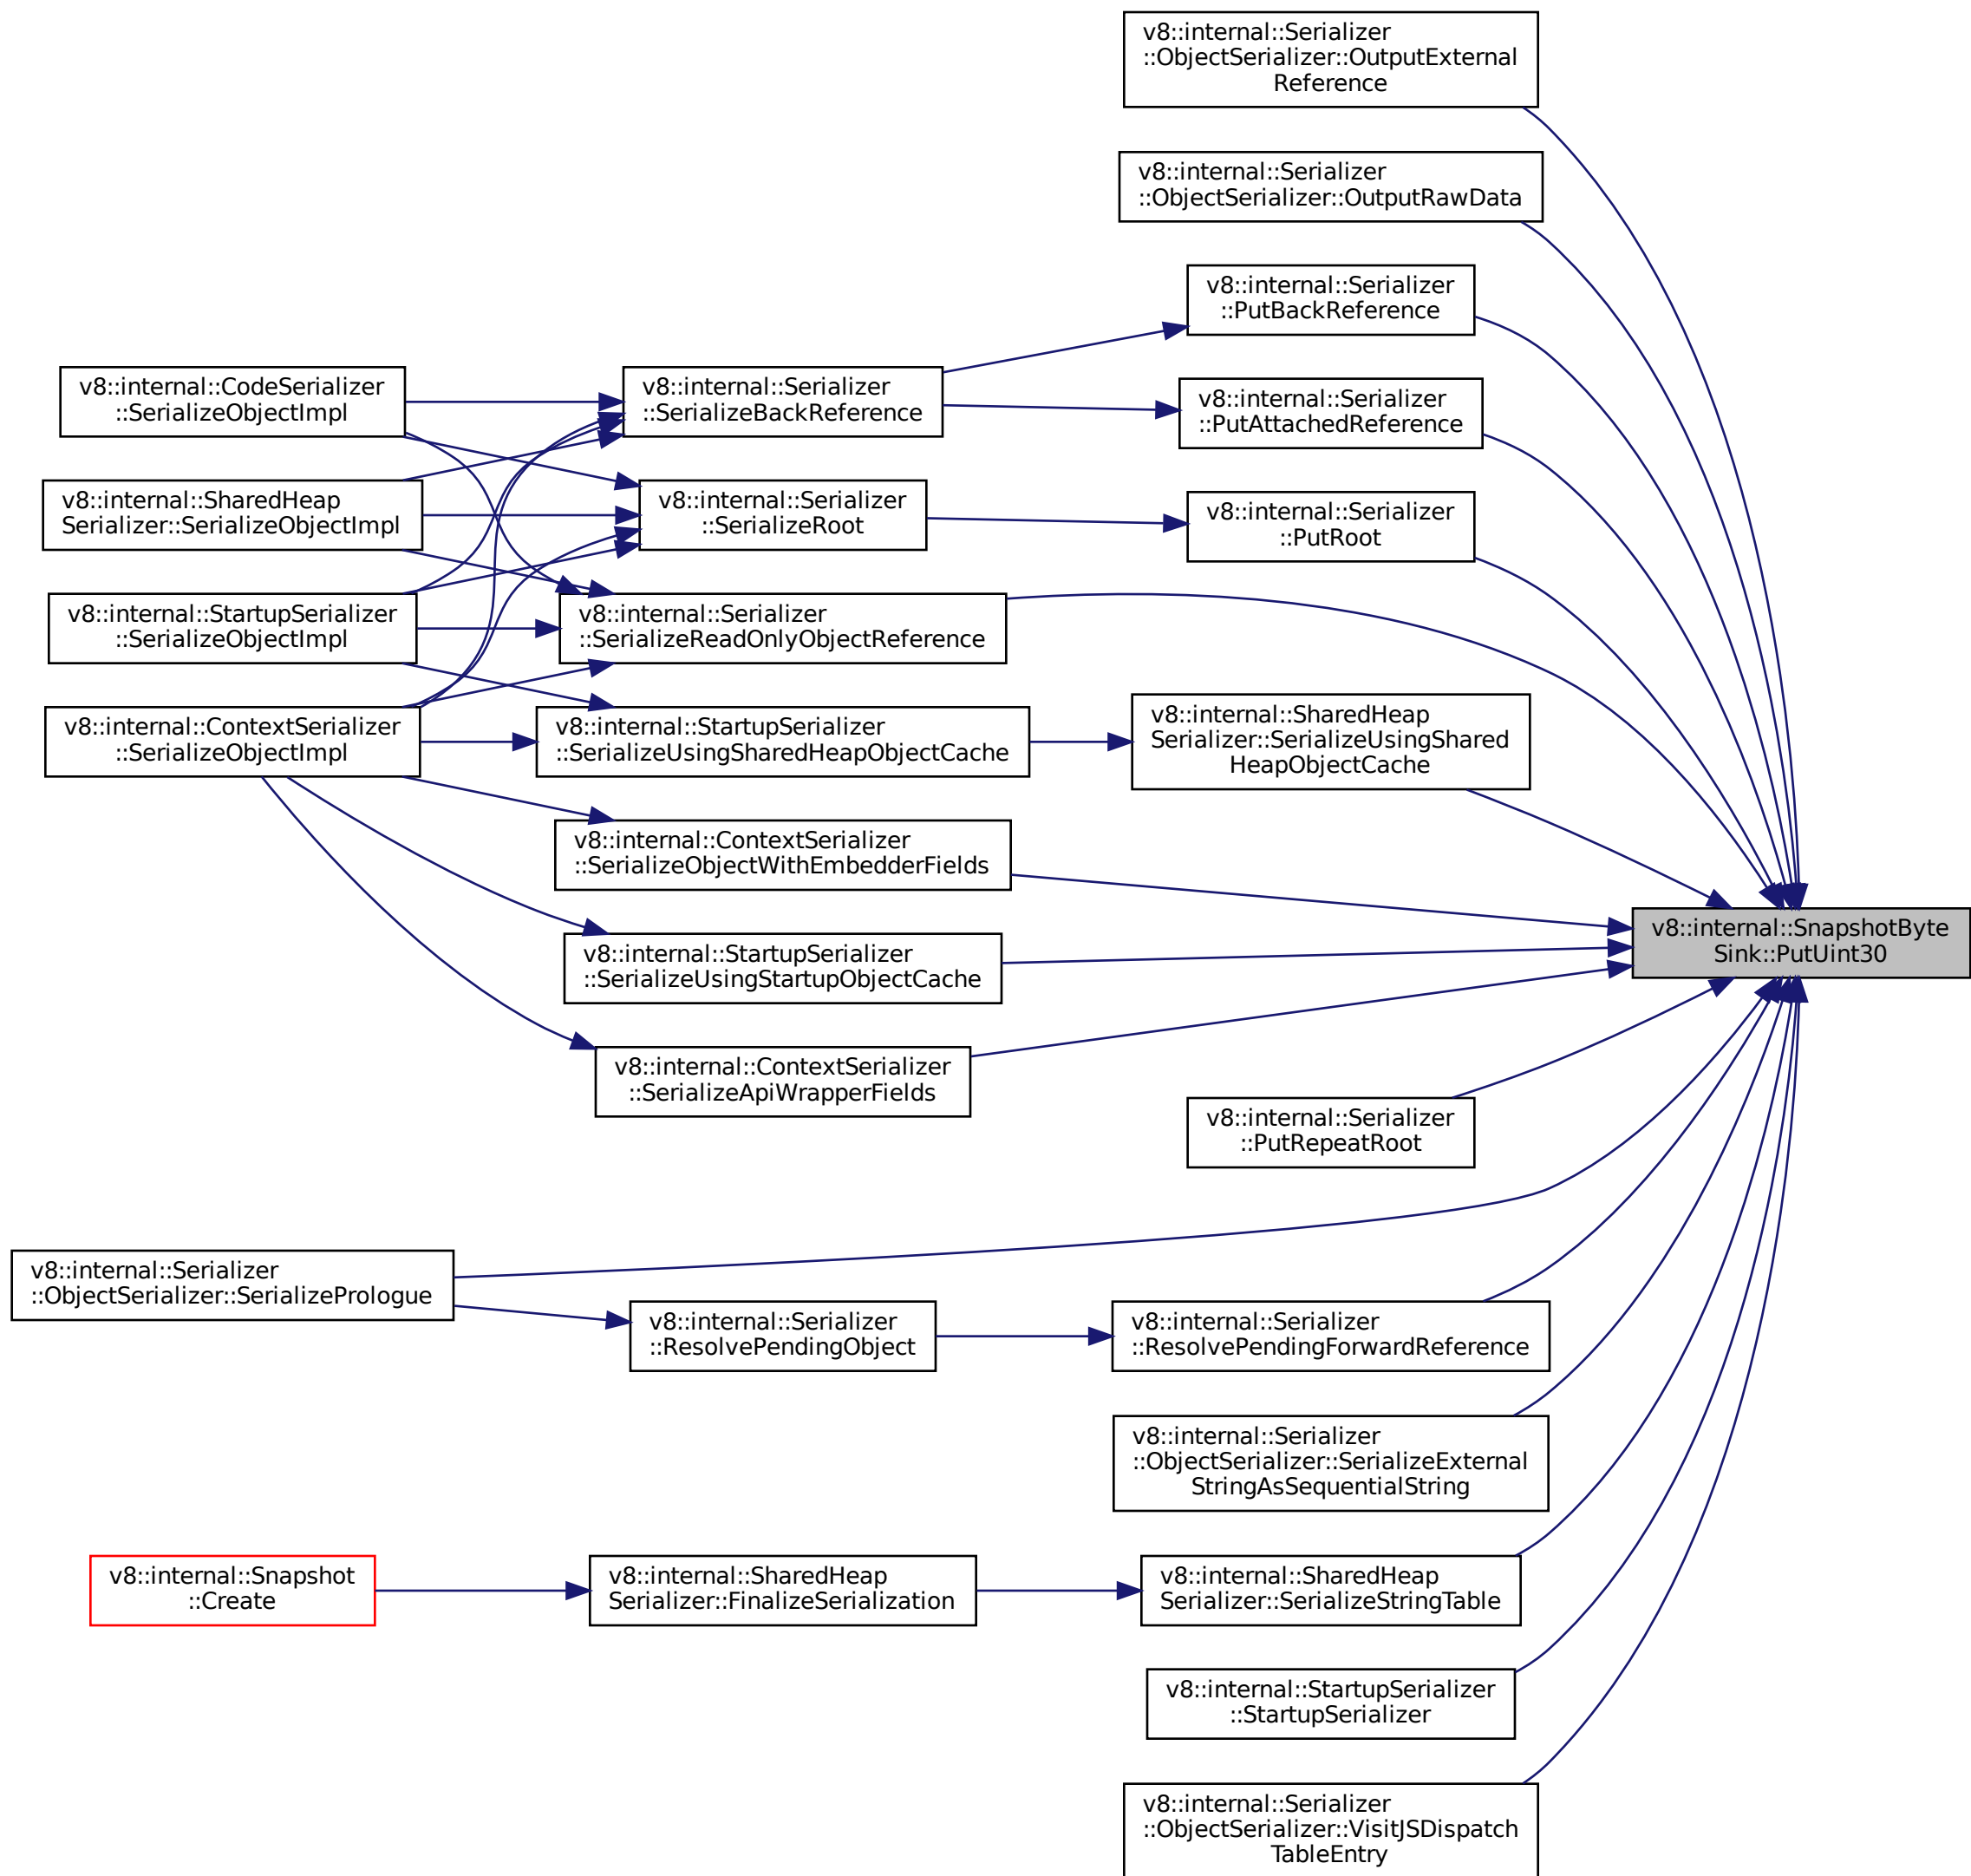 v8::internal::Serializer
::ObjectSerializer::OutputExternal
Reference
v8::internal::Serializer
::ObjectSerializer::OutputRawData
v8::internal::Serializer
::PutBackReference
v8::internal::CodeSerializer
::SerializeObjectImpl
v8::internal::Serializer
::SerializeBackReference
v8::internal::Serializer
::PutAttachedReference
v8::internal::SharedHeap
Serializer::SerializeObjectImpl
v8::internal::Serializer
::SerializeRoot
v8::internal::Serializer
::PutRoot
v8::internal::StartupSerializer
::SerializeObjectImpl
v8::internal::Serializer
::SerializeReadOnlyObjectReference
v8::internal::ContextSerializer
::SerializeObjectImpl
v8::internal::StartupSerializer
::SerializeUsingSharedHeapObjectCache
v8::internal::SharedHeap
Serializer::SerializeUsingShared
HeapObjectCache
v8::internal::ContextSerializer
::SerializeObjectWithEmbedderFields
v8::internal::SnapshotByte
Sink::PutUint30
v8::internal::StartupSerializer
::SerializeUsingStartupObjectCache
v8::internal::ContextSerializer
::SerializeApiWrapperFields
v8::internal::Serializer
::PutRepeatRoot
v8::internal::Serializer
::ObjectSerializer::SerializePrologue
v8::internal::Serializer
::ResolvePendingObject
v8::internal::Serializer
::ResolvePendingForwardReference
v8::internal::Serializer
::ObjectSerializer::SerializeExternal
StringAsSequentialString
v8::internal::Snapshot
::Create
v8::internal::SharedHeap
Serializer::FinalizeSerialization
v8::internal::SharedHeap
Serializer::SerializeStringTable
v8::internal::StartupSerializer
::StartupSerializer
v8::internal::Serializer
::ObjectSerializer::VisitJSDispatch
TableEntry